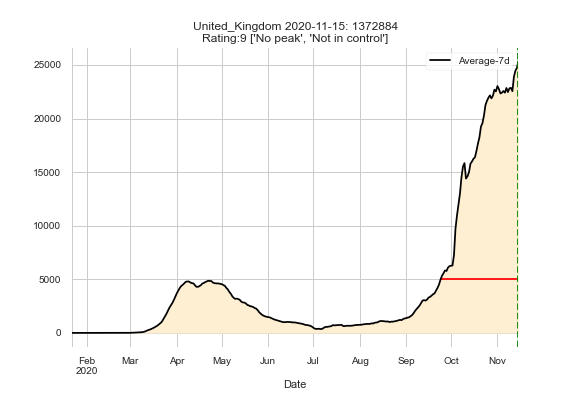 United_Kingdom 2020-11-15: 1372884
Rating:9 ['No peak', 'Not in control']
Average-7d
25000
20000
15000
10000
5000
0
Feb Mar Apr May Jun Jul Aug Sep Oct Nov
2020
Date